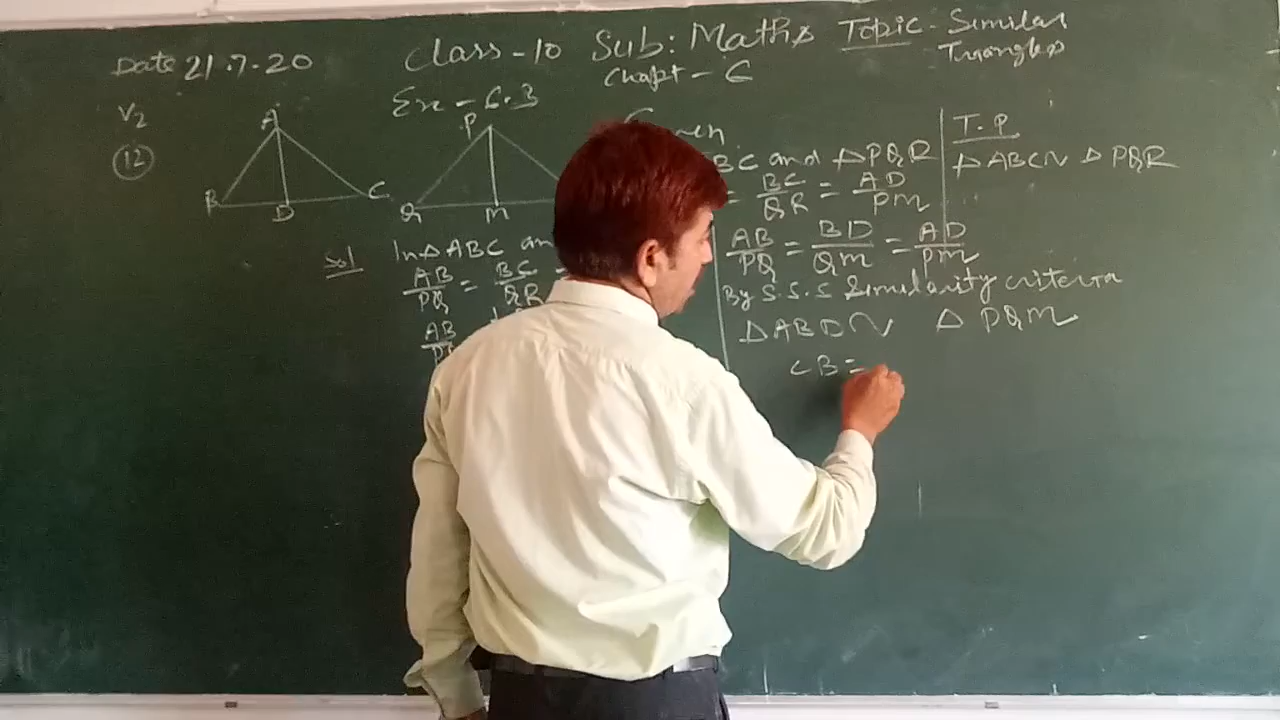 Date 21.7.20
Class - 10 Sub: Maths Topic - Similar Triangles
Chapt - 6
Ex - 6.3
V2
12
A
B D C
P
Q M
BC and △PQR
= BC/QR = AD/PM
T.P
△ABC ~ △PQR
Sol In △ABC an
AB/PQ = BC/QR
AB
AB/PQ = BD/QM = AD/PM
By S.S.S Similarity criteria
△ABD ~ △PQM
∠B =